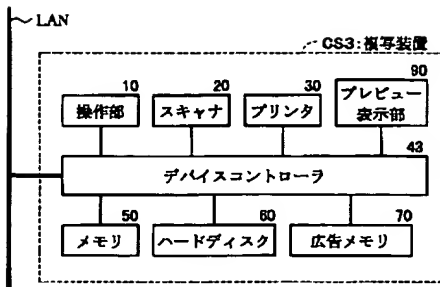 LAN
CS3:複写装置
10
20
30
90
操作部
スキャナ
プリンタ
プレビュー
表示部
43
デバイスコントローラ
50
60
70
メモリ
ハードディスク
広告メモリ